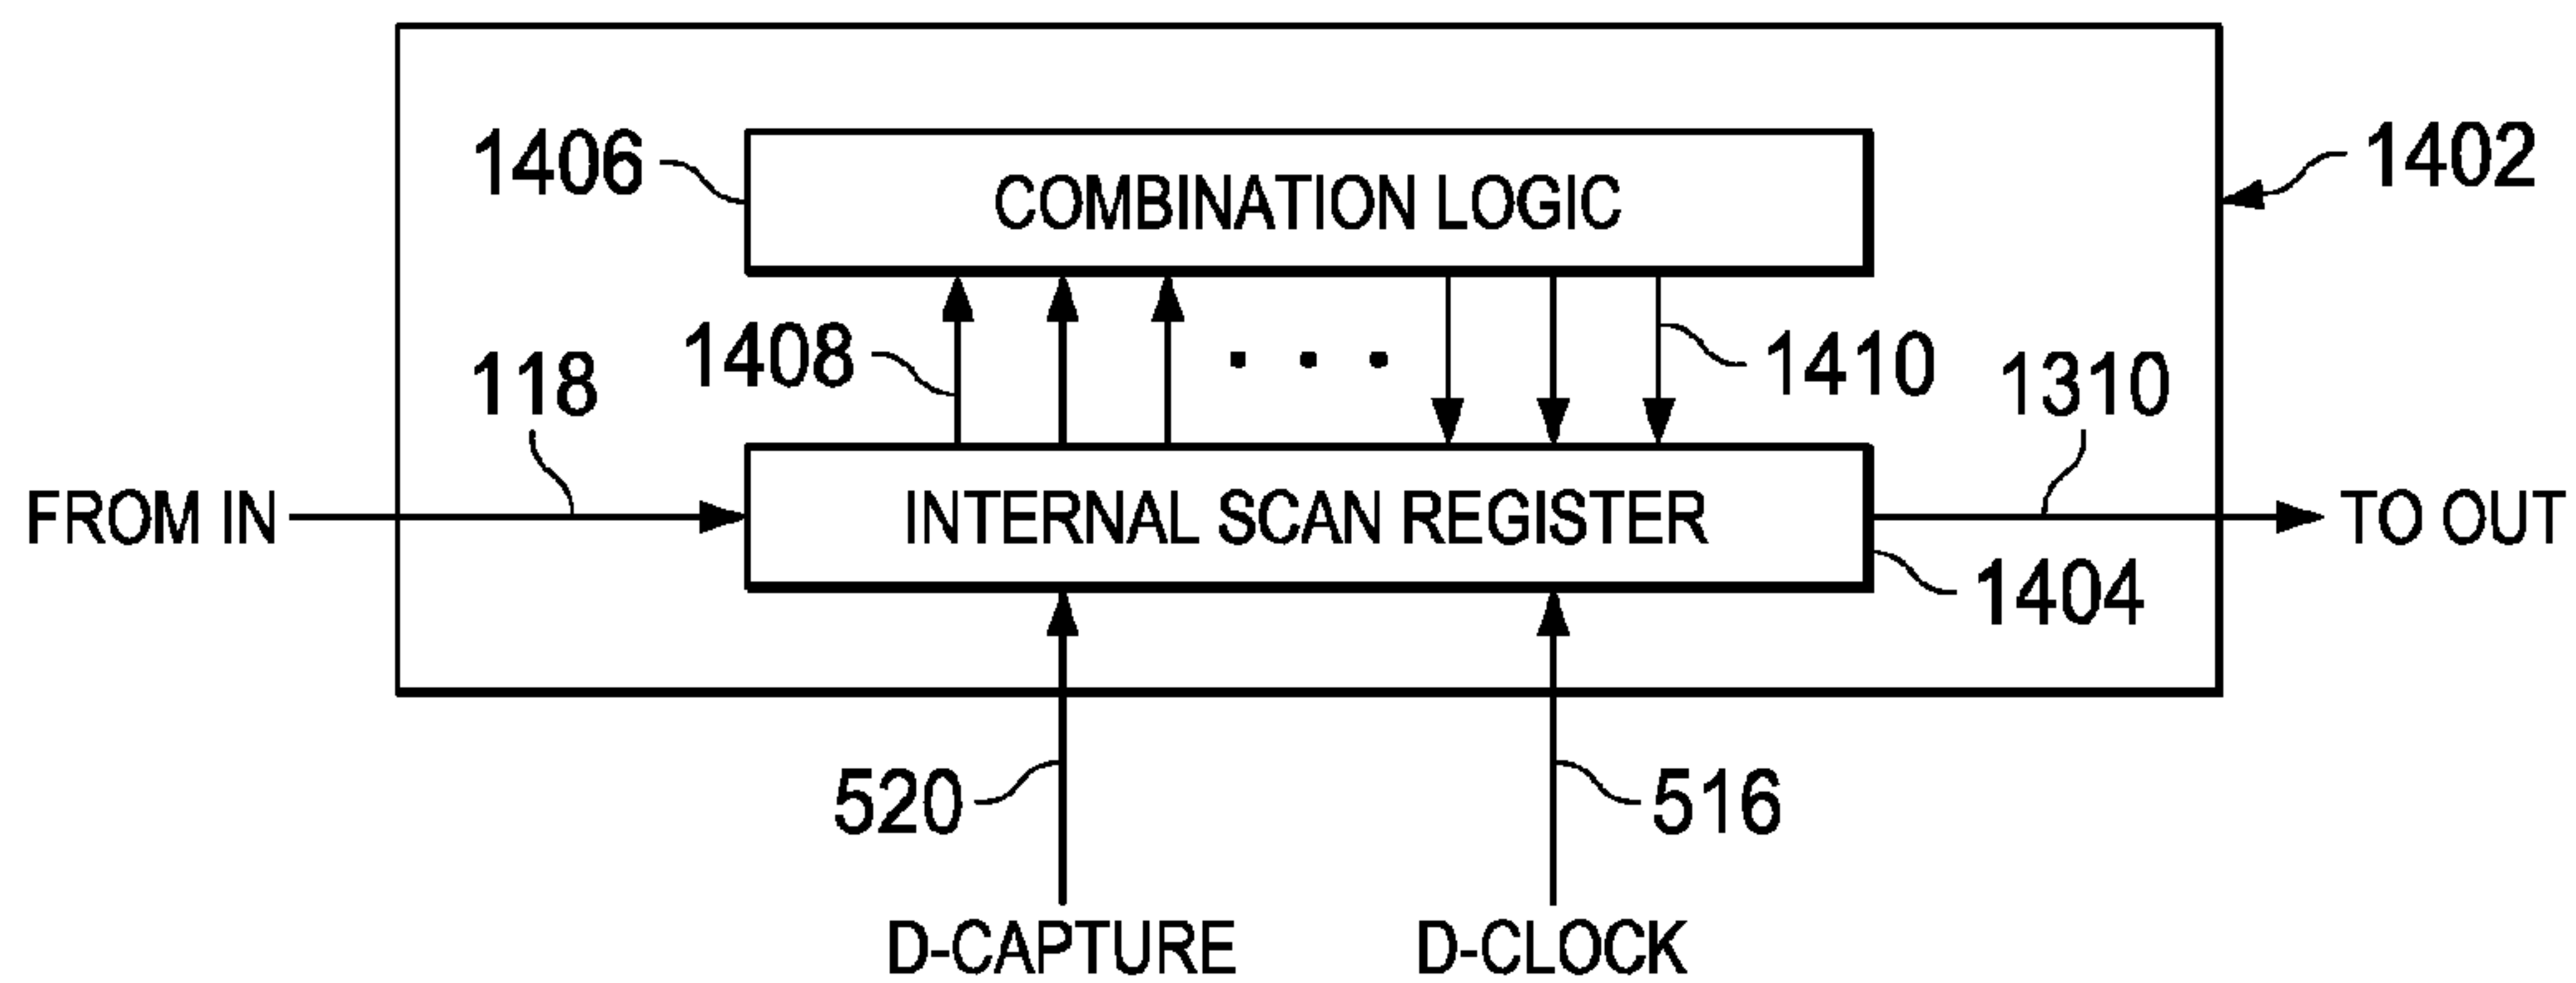 1406
COMBINATION LOGIC
1402
1408
1410
118
1310
FROM IN
INTERNAL SCAN REGISTER
TO OUT
1404
520
516
D-CAPTURE
D-CLOCK